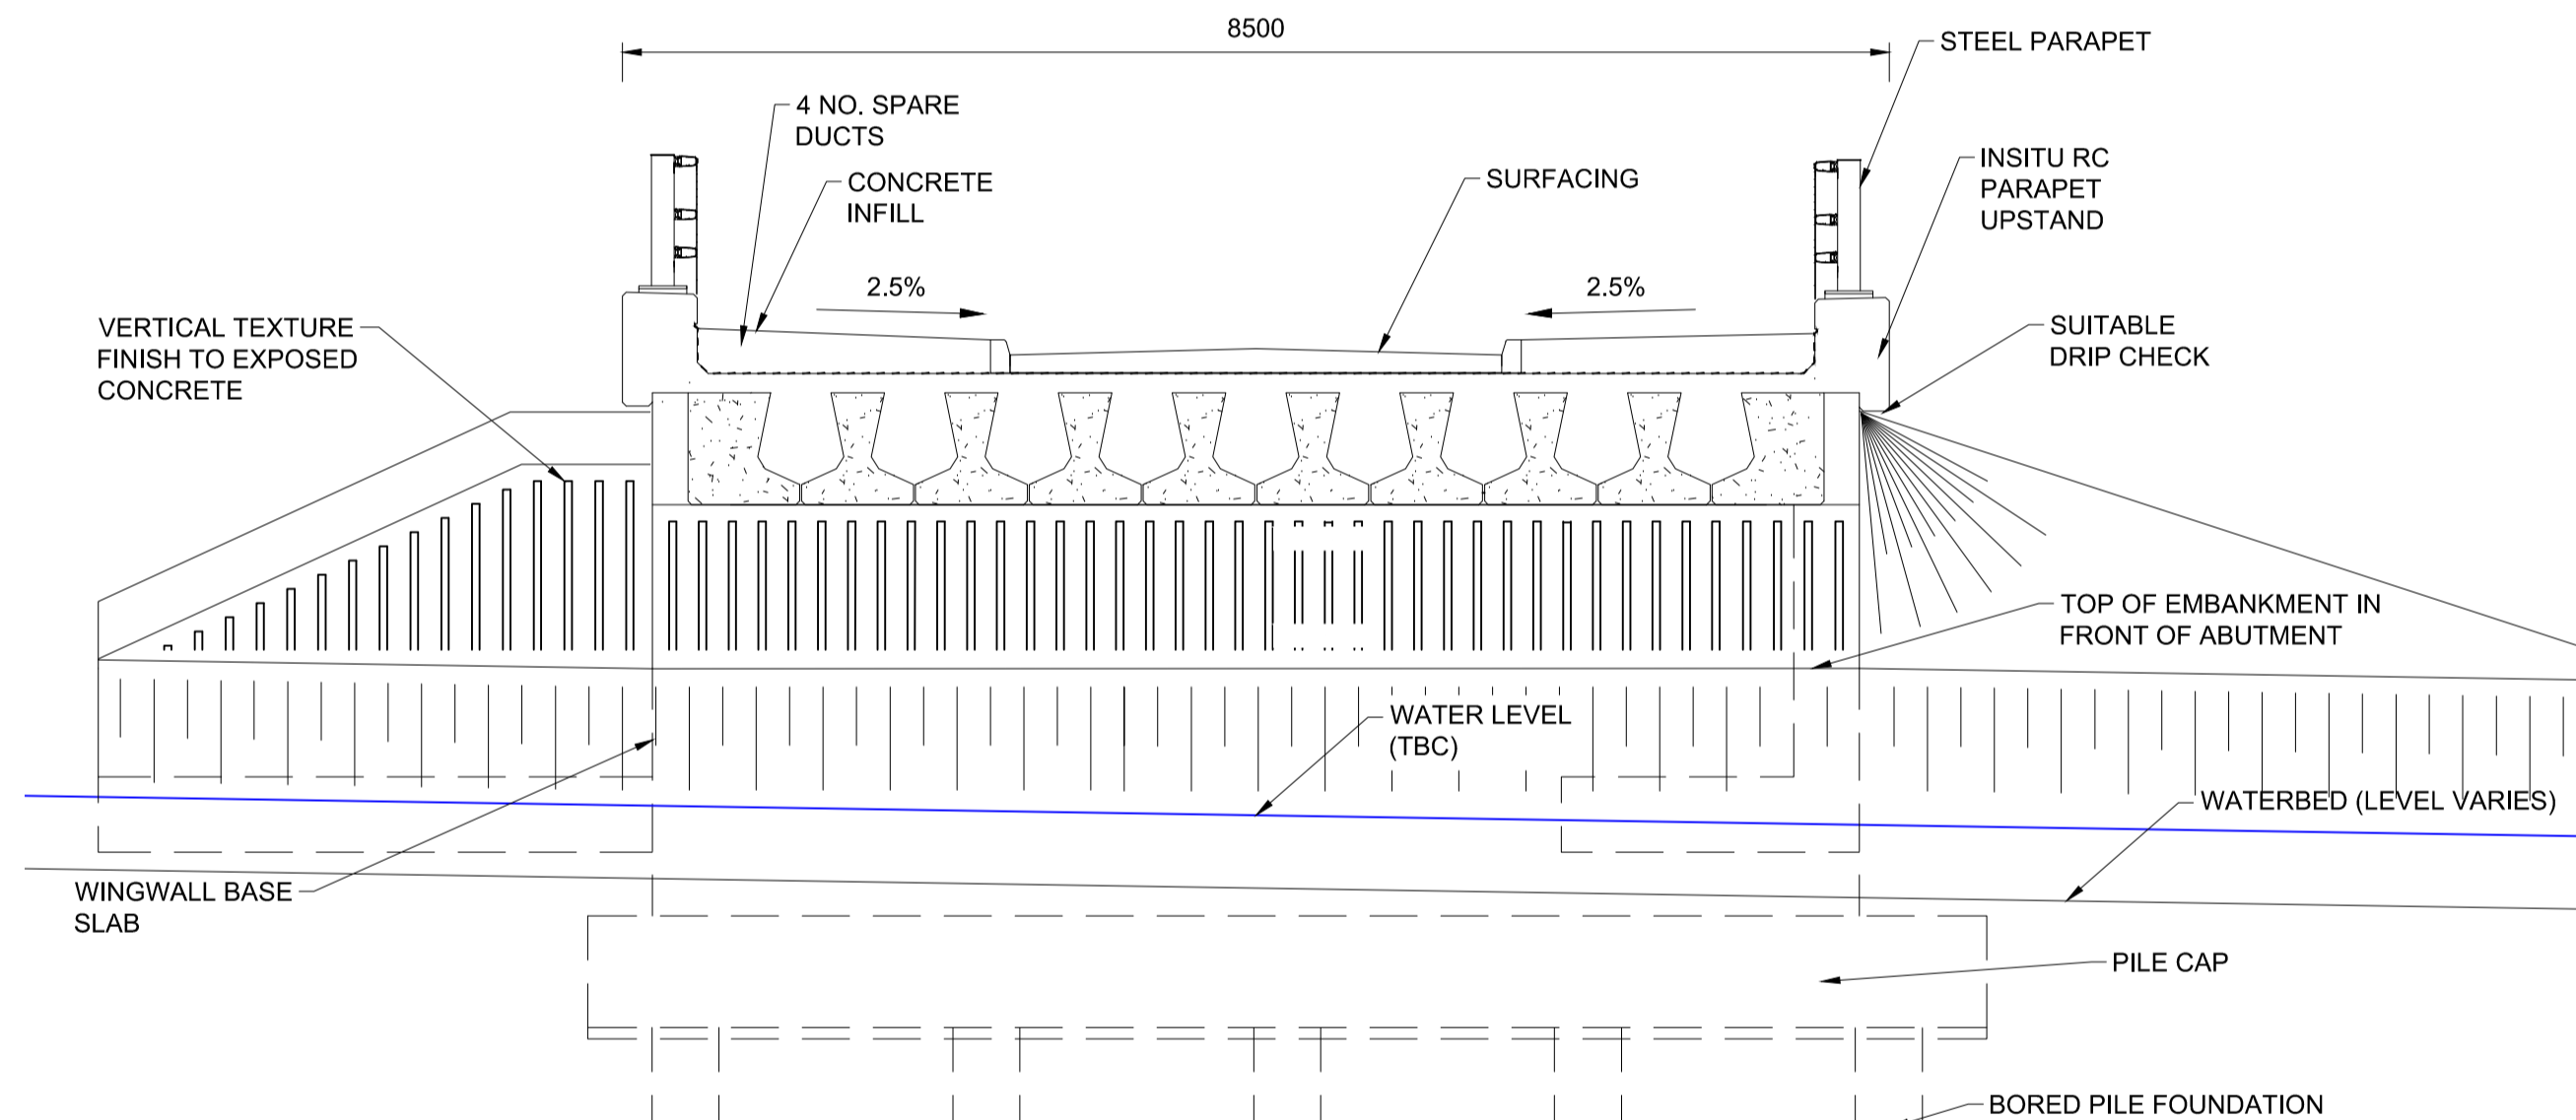 8500
STEEL PARAPET
4 NO. SPARE
DUCTS
INSITU RC
PARAPET
UPSTAND
CONCRETE
INFILL
SURFACING
2.5%
2.5%
VERTICAL TEXTURE
FINISH TO EXPOSED
CONCRETE
SUITABLE
DRIP CHECK
TOP OF EMBANKMENT IN
FRONT OF ABUTMENT
WATER LEVEL
(TBC)
WATERBED (LEVEL VARIES)
WINGWALL BASE
SLAB
PILE CAP
BORED PILE FOUNDATION